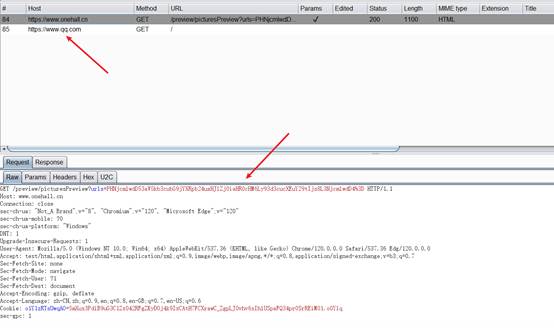 # Host Method URL Params Edited Status Length MIME type Extension Title
84 https://www.onehall.cn GET /preview/picturesPreview?urls=PHNjcmlwdD... ✓ 200 1100 HTML
85 https://www.qq.com GET /
Request Response
Raw Params Headers Hex U2C
GET /preview/picturesPreview?urls= HTTP/1.1
Host: www.onehall.cn
Connection: close
sec-ch-ua: "Not_A Brand";v="8", "Chromium";v="120", "Microsoft Edge";v="120"
sec-ch-ua-mobile: ?0
sec-ch-ua-platform: "Windows"
DNT: 1
Upgrade-Insecure-Requests: 1
User-Agent: Mozilla/5.0 (Windows NT 10.0; Win64; x64) AppleWebKit/537.36 (KHTML, like Gecko) Chrome/120.0.0.0 Safari/537.36 Edg/120.0.0.0
Accept: text/html,application/xhtml+xml,application/xml;q=0.9,image/webp,image/apng,*/*;q=0.8,application/signed-exchange;v=b3;q=0.7
Sec-Fetch-Site: none
Sec-Fetch-Mode: navigate
Sec-Fetch-User: ?1
Sec-Fetch-Dest: document
Accept-Encoding: gzip, deflate
Accept-Language: zh-CN,zh;q=0.9,en;q=0.8,en-GB;q=0.7,en-US;q=0.6
Cookie:
sec-gpc: 1